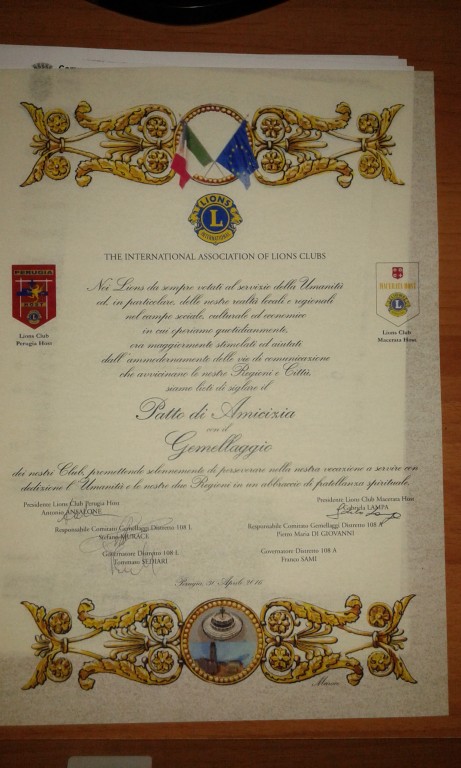 LIONS
L
INTERNATIONAL
THE INTERNATIONAL ASSOCIATION OF LIONS CLUBS
PERUGIA
HOST
Lions Club
Perugia Host
MACERATA HOST
Lions Club
Macerata Host
Noi Lions da sempre votati al servizio della Umanità
ed, in particolare, delle nostre realtà locali e regionali
nel campo sociale, culturale ed economico
in cui operiamo quotidianamente,
ora maggiormente stimolati ed aiutati
dall'ammodernamento delle vie di comunicazione
che avvicinano le nostre Regioni e Città,
siamo lieti di siglare il
Patto di Amicizia
con il
Gemellaggio
dei nostri Club, promettendo solennemente di perseverare nella nostra vocazione a servire con
dedizione l'Umanità e le nostre due Regioni in un abbraccio di fratellanza spirituale.
Presidente Lions Club Perugia Host
Antonio ANSALONE
Presidente Lions Club Macerata Host
Gabriela LAMPA
Responsabile Comitato Gemellaggi Distretto 108 L
Stefano MURACE
Responsabile Comitato Gemellaggi Distretto 108 A
Pietro Maria DI GIOVANNI
Governatore Distretto 108 L
Tommaso SEDIARI
Governatore Distretto 108 A
Franco SAMI
Perugia, 30 Aprile 2016